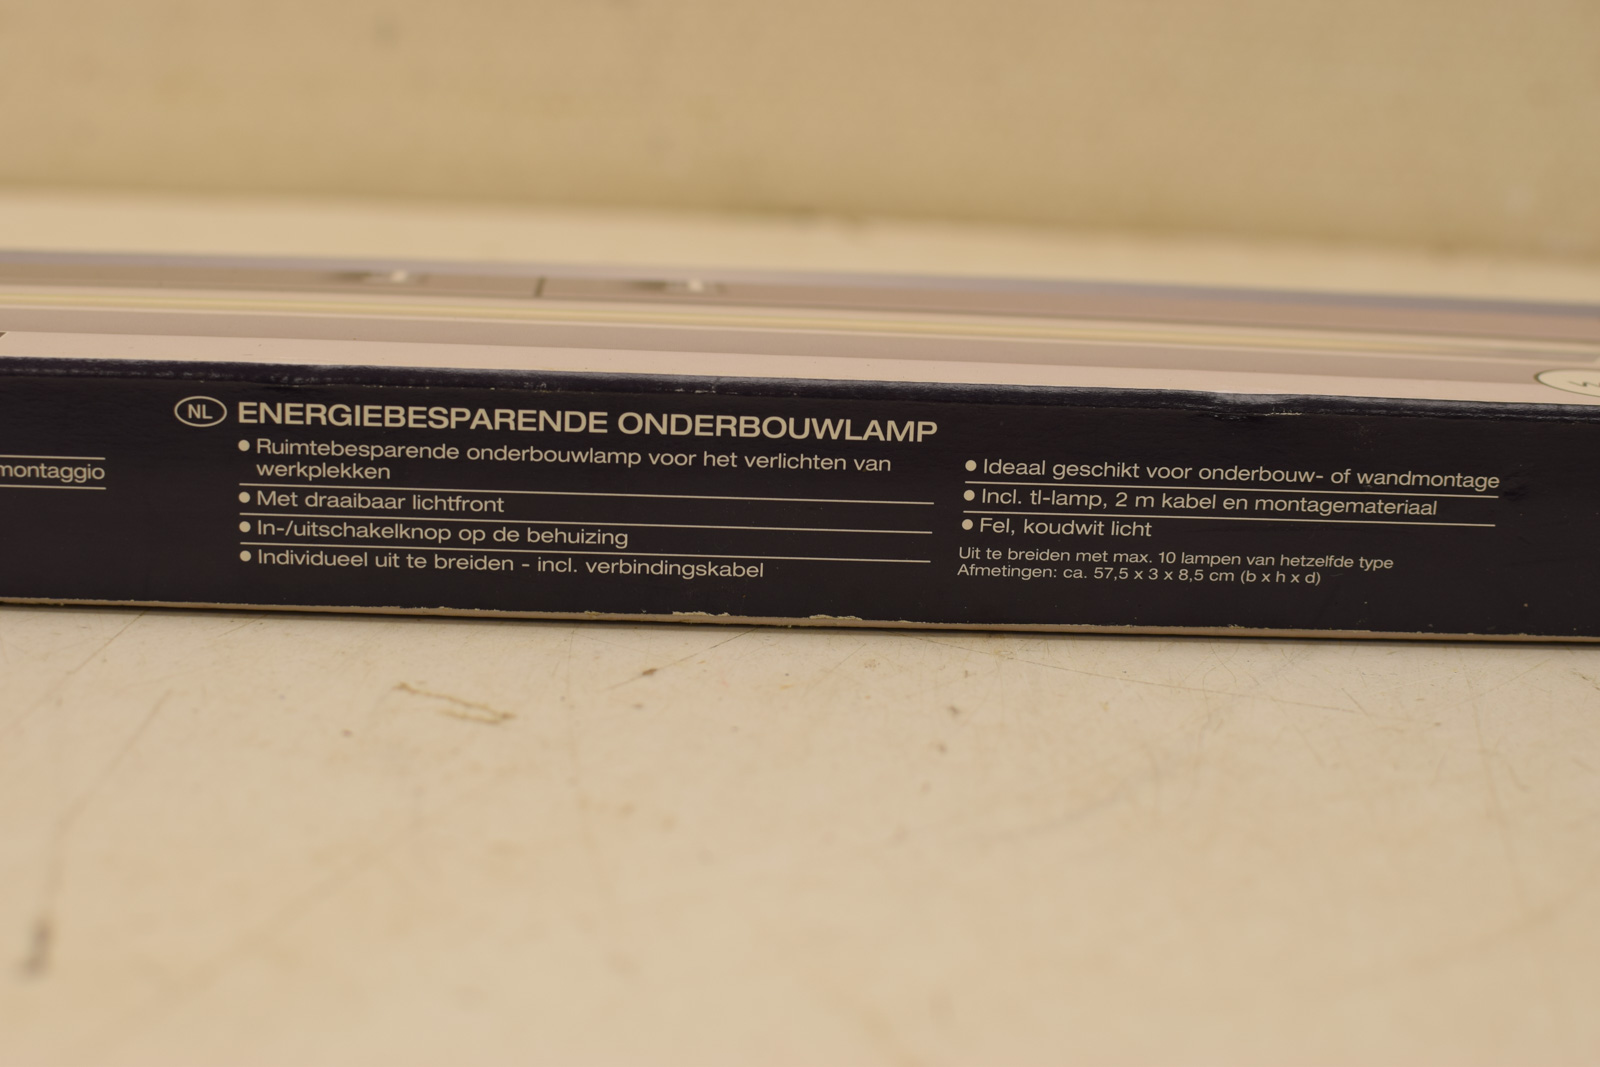 montaggio
NL ENERGIEBESPARENDE ONDERBOUWLAMP
• Ruimtebesparende onderbouwlamp voor het verlichten van
werkplekken
• Met draaibaar lichtfront
• In-/uitschakelknop op de behuizing
• Individueel uit te breiden - incl. verbindingskabel
• Ideaal geschikt voor onderbouw- of wandmontage
• Incl. tl-lamp, 2 m kabel en montagemateriaal
• Fel, koudwit licht
Uit te breiden met max. 10 lampen van hetzelfde type
Afmetingen: ca. 57,5 x 3 x 8,5 cm (b x h x d)